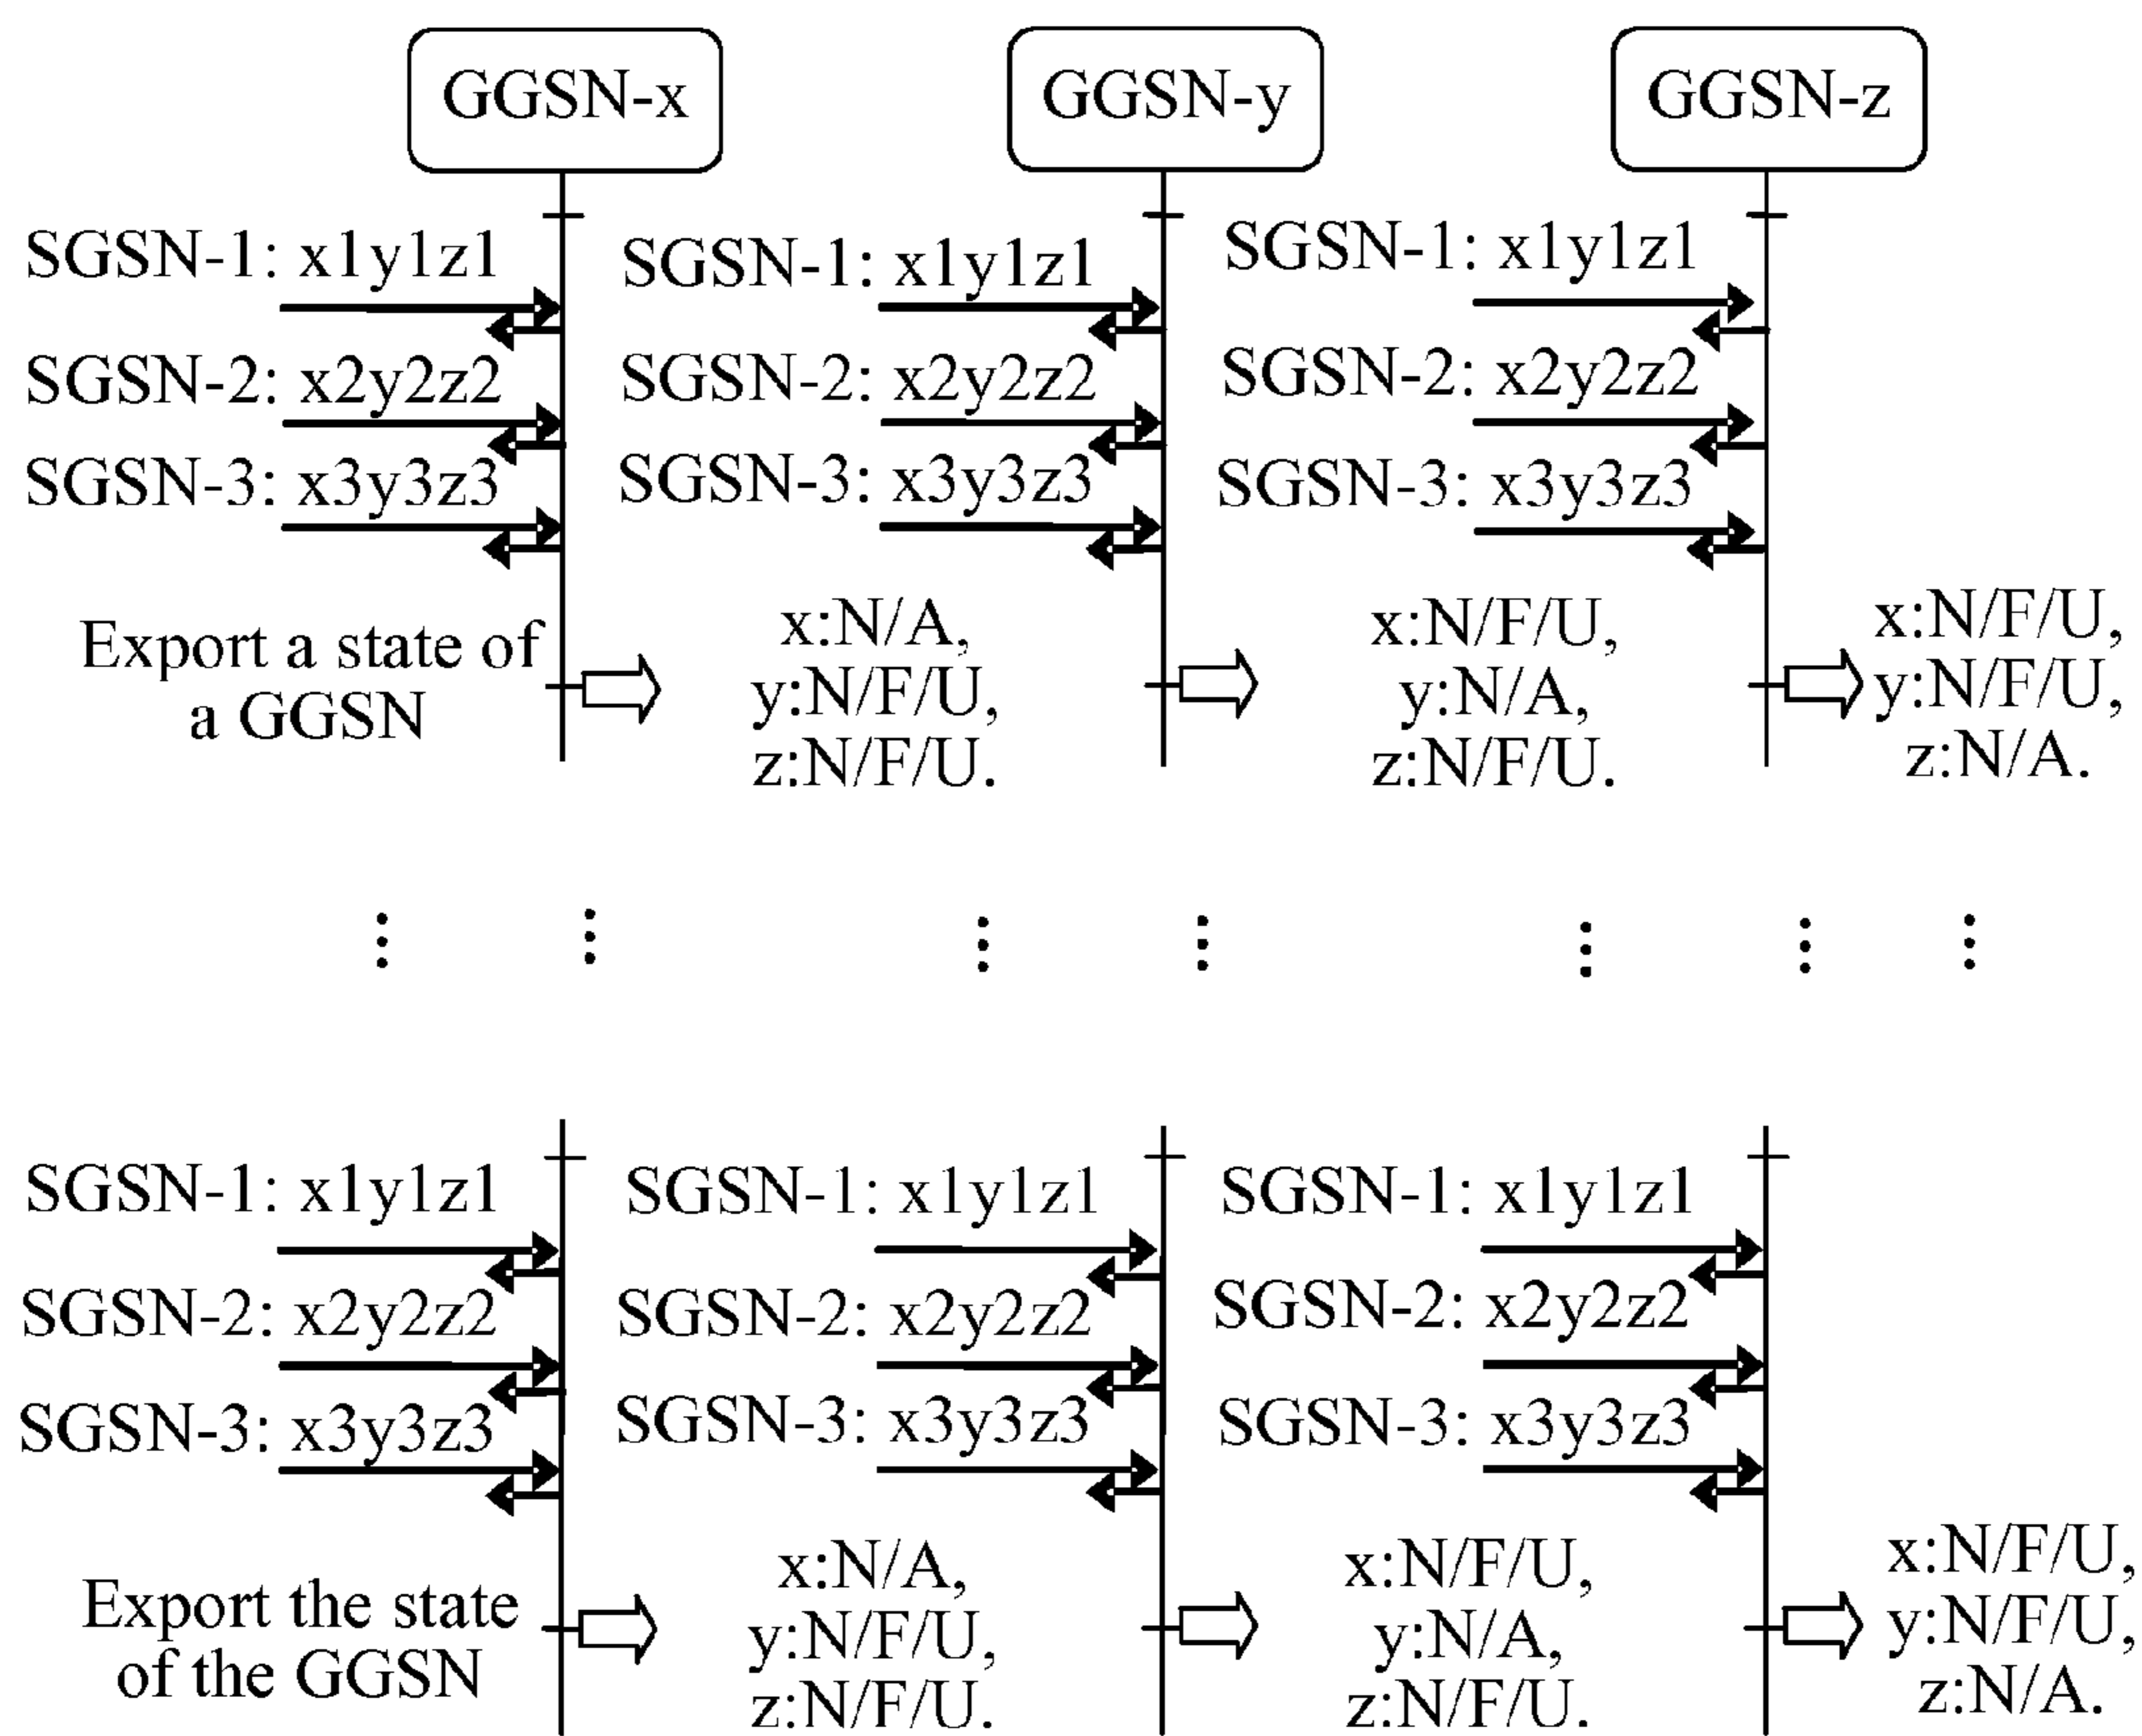 GGSN-x
GGSN-y
GGSN-z
SGSN-1: x1y1z1
SGSN-1: x1y1z1
SGSN-1: x1y1z1
SGSN-2: x2y2z2
SGSN-2: x2y2z2
SGSN-2: x2y2z2
SGSN-3: x3y3z3
SGSN-3: x3y3z3
SGSN-3: x3y3z3
Export a state of
a GGSN
x:N/A,
y:N/F/U,
z:N/F/U.
x:N/F/U,
y:N/A,
z:N/F/U.
x:N/F/U,
y:N/F/U,
z:N/A.
SGSN-1: x1y1z1
SGSN-1: x1y1z1
SGSN-1: x1y1z1
SGSN-2: x2y2z2
SGSN-2: x2y2z2
SGSN-2: x2y2z2
SGSN-3: x3y3z3
SGSN-3: x3y3z3
SGSN-3: x3y3z3
Export the state
of the GGSN
x:N/A,
y:N/F/U,
z:N/F/U.
x:N/F/U,
y:N/A,
z:N/F/U.
x:N/F/U,
y:N/F/U,
z:N/A.